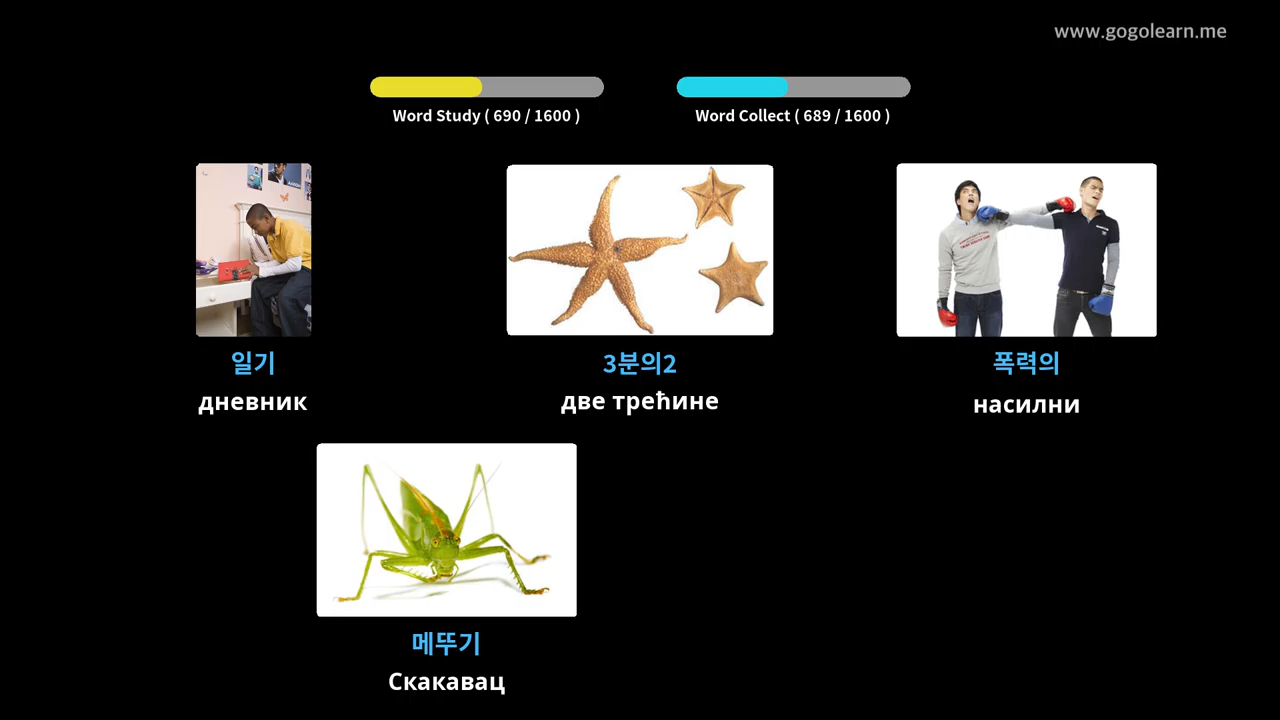 www.gogolearn.me
Word Study ( 690 / 1600 )
Word Collect ( 689 / 1600 )
일기
дневник
3분의2
две трећине
폭력의
насилни
메뚜기
Скакавац